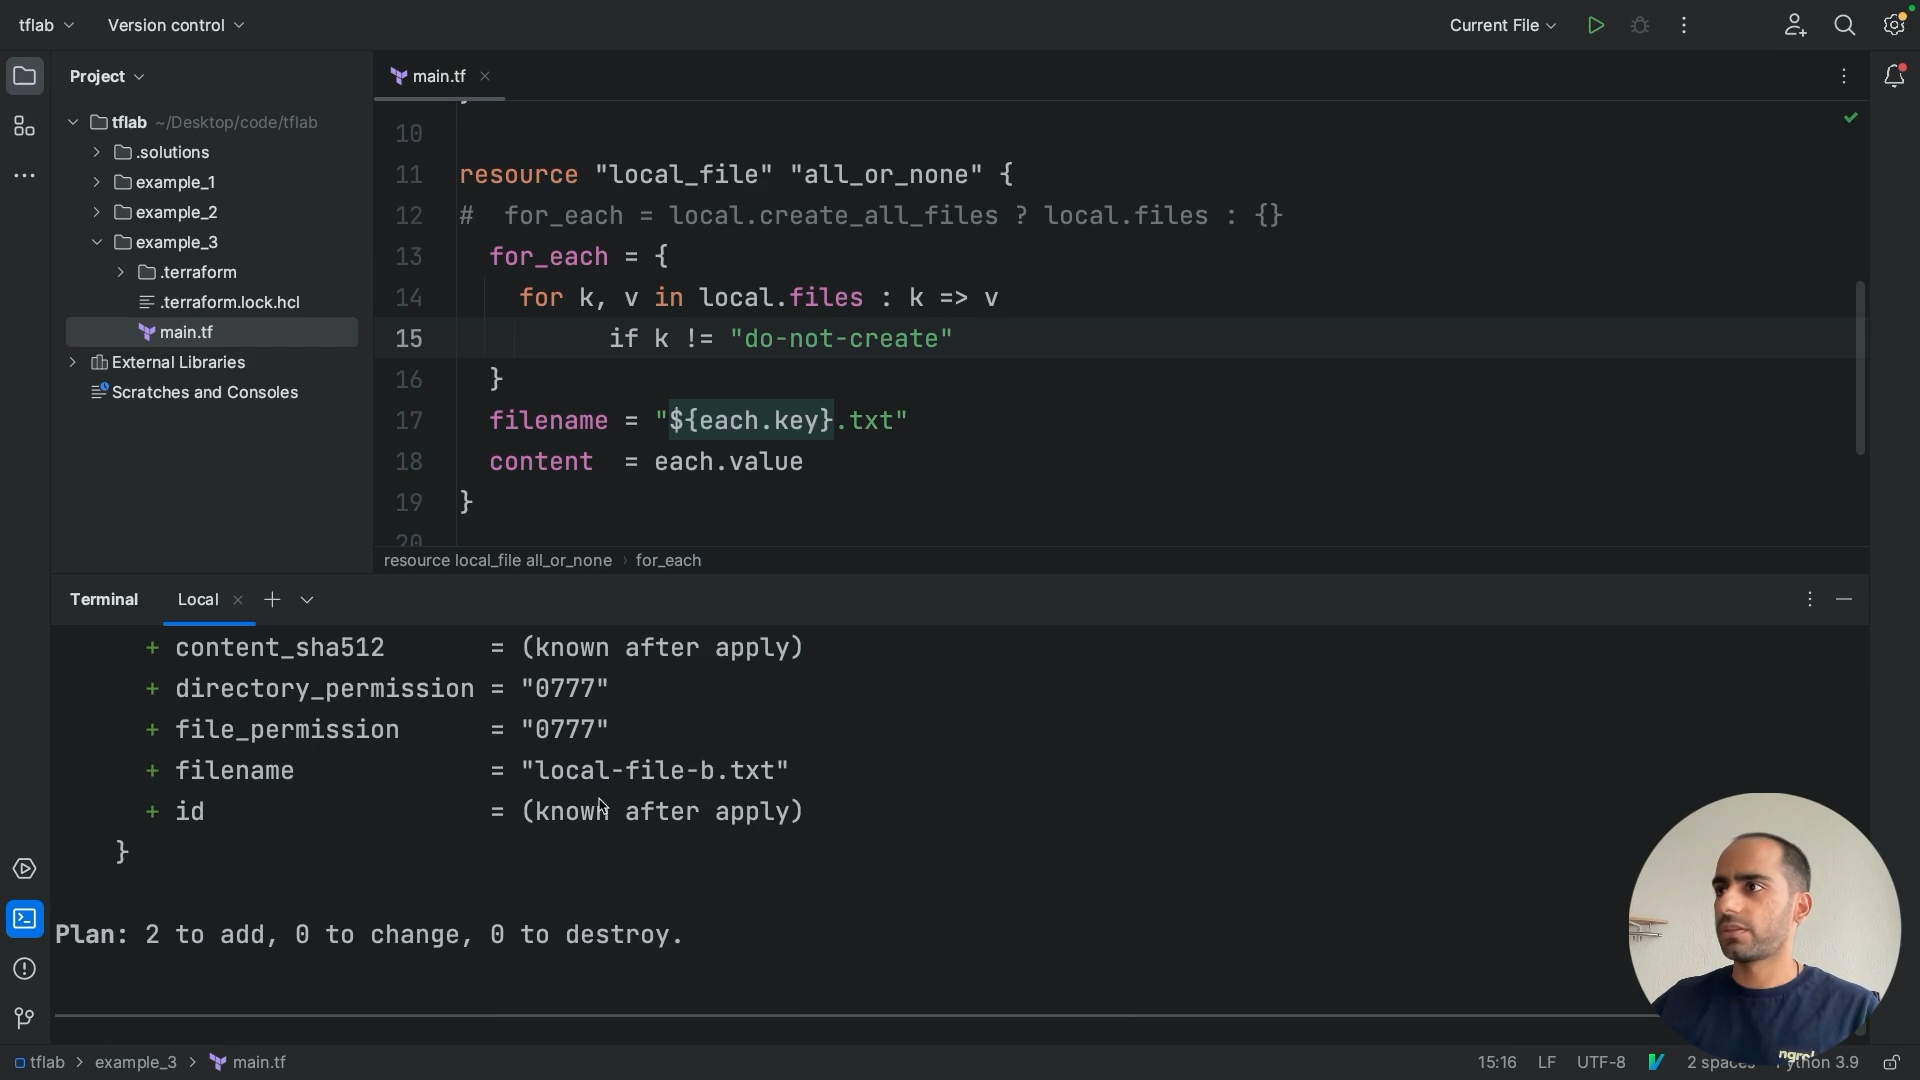 tflab
Version control
Current File
Project
main.tf
tflab ~/Desktop/code/tflab
.solutions
example_1
example_2
example_3
.terraform
.terraform.lock.hcl
main.tf
External Libraries
Scratches and Consoles
10
11 resource "local_file" "all_or_none" {
12 #  for_each = local.create_all_files ? local.files : {}
13   for_each = {
14     for k, v in local.files : k => v
15           if k != "do-not-create"
16   }
17   filename = "${each.key}.txt"
18   content  = each.value
19 }
20
resource local_file all_or_none › for_each
Terminal
Local
+ content_sha512       = (known after apply)
+ directory_permission = "0777"
+ file_permission      = "0777"
+ filename             = "local-file-b.txt"
+ id                   = (known after apply)
}
Plan: 2 to add, 0 to change, 0 to destroy.
tflab > example_3 > main.tf
15:16 LF UTF-8 2 spaces Python 3.9